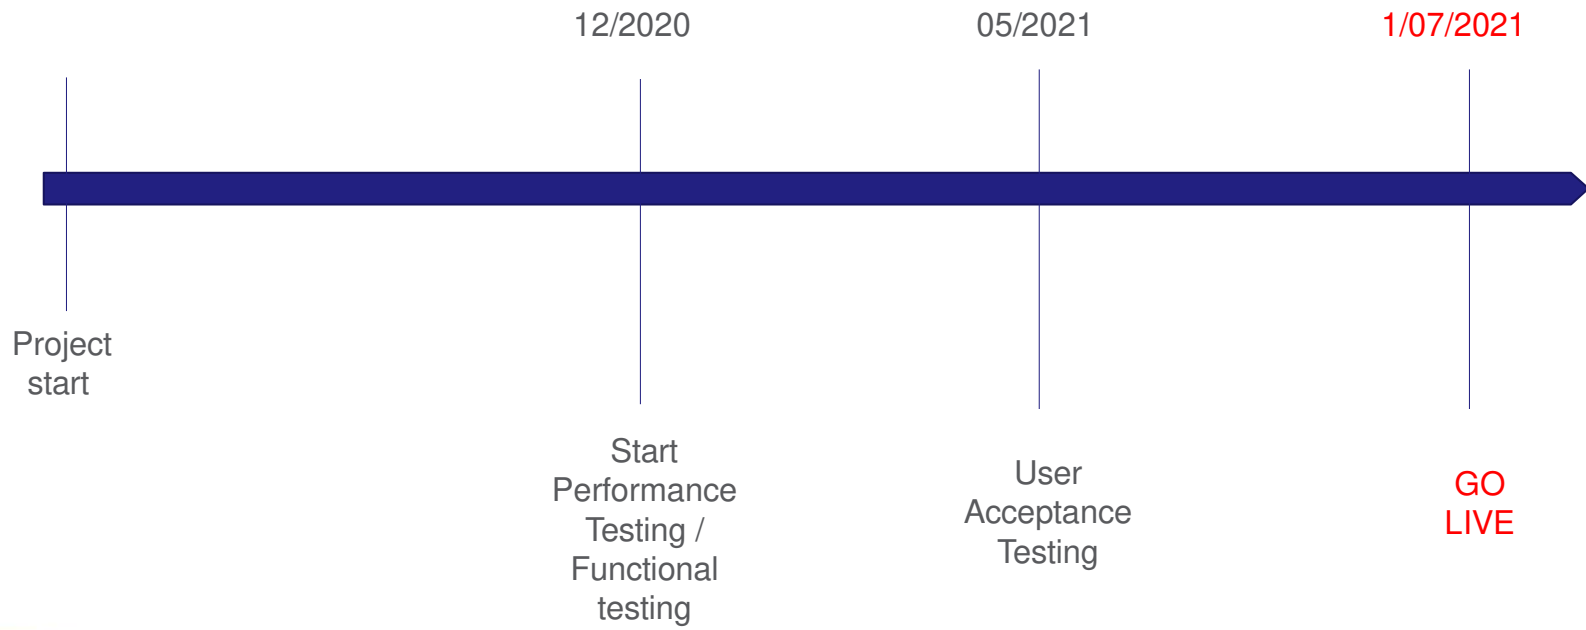 12/2020
05/2021
1/07/2021
Project
start
Start
Performance
Testing /
Functional
testing
User
Acceptance
Testing
GO
LIVE